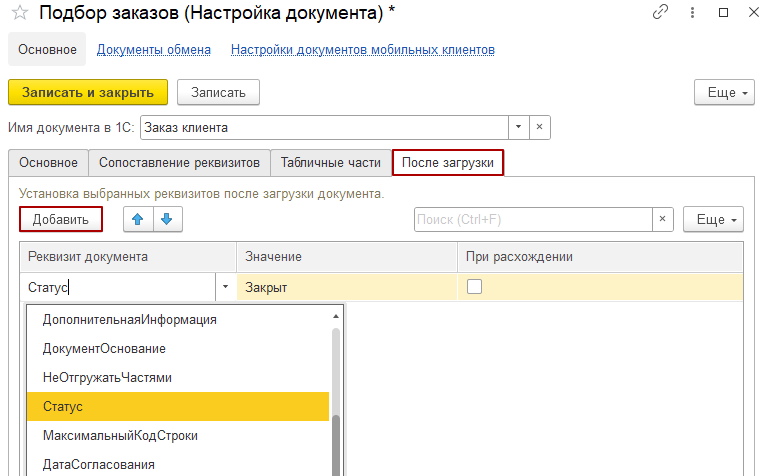 Подбор заказов (Настройка документа) *
Основное Документы обмена Настройки документов мобильных клиентов
Записать и закрыть Записать Еще
Имя документа в 1С: Заказ клиента
Основное Сопоставление реквизитов Табличные части После загрузки
Установка выбранных реквизитов после загрузки документа.
Добавить Поиск (Ctrl+F) × Еще
Реквизит документа Значение При расхождении
Статус Закрыт
ДополнительнаяИнформация
ДокументОснование
НеОтгружатьЧастями
Статус
МаксимальныйКодСтроки
ДатаСогласования